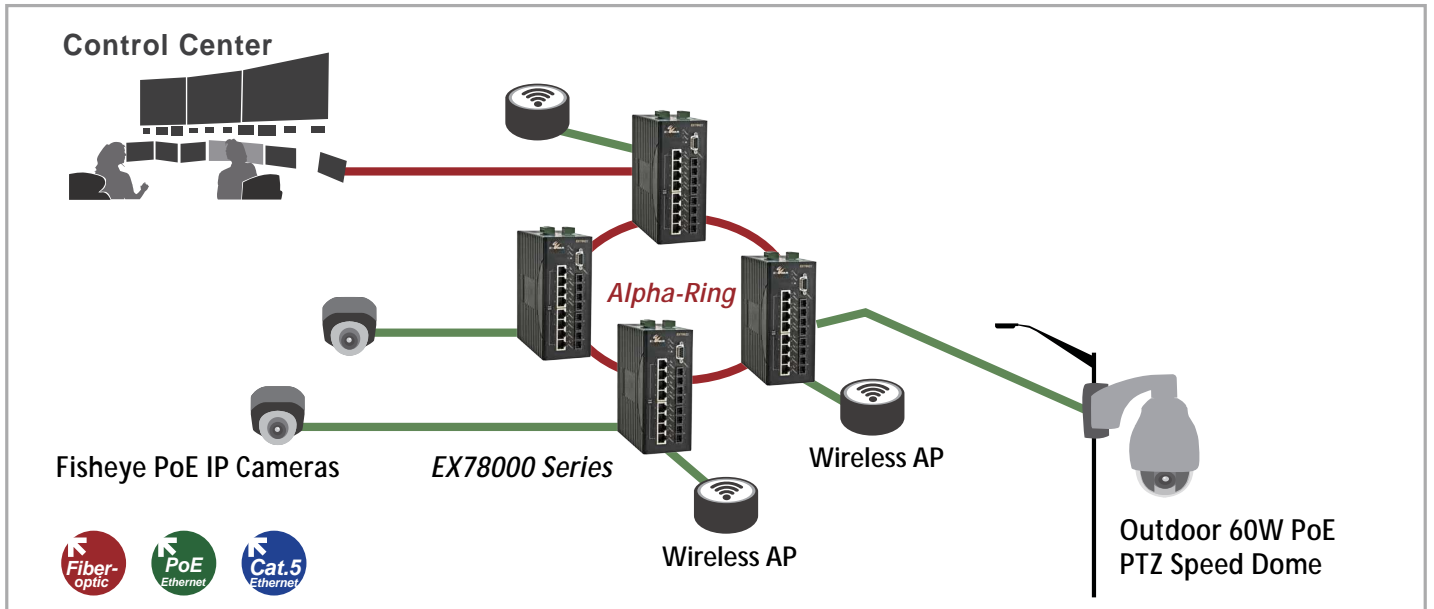 Control Center
Alpha-Ring
Fisheye PoE IP Cameras
EX78000 Series
Wireless AP
Wireless AP
Outdoor 60W PoE
PTZ Speed Dome
Fiber-
optic
PoE
Ethernet
Cat.5
Ethernet